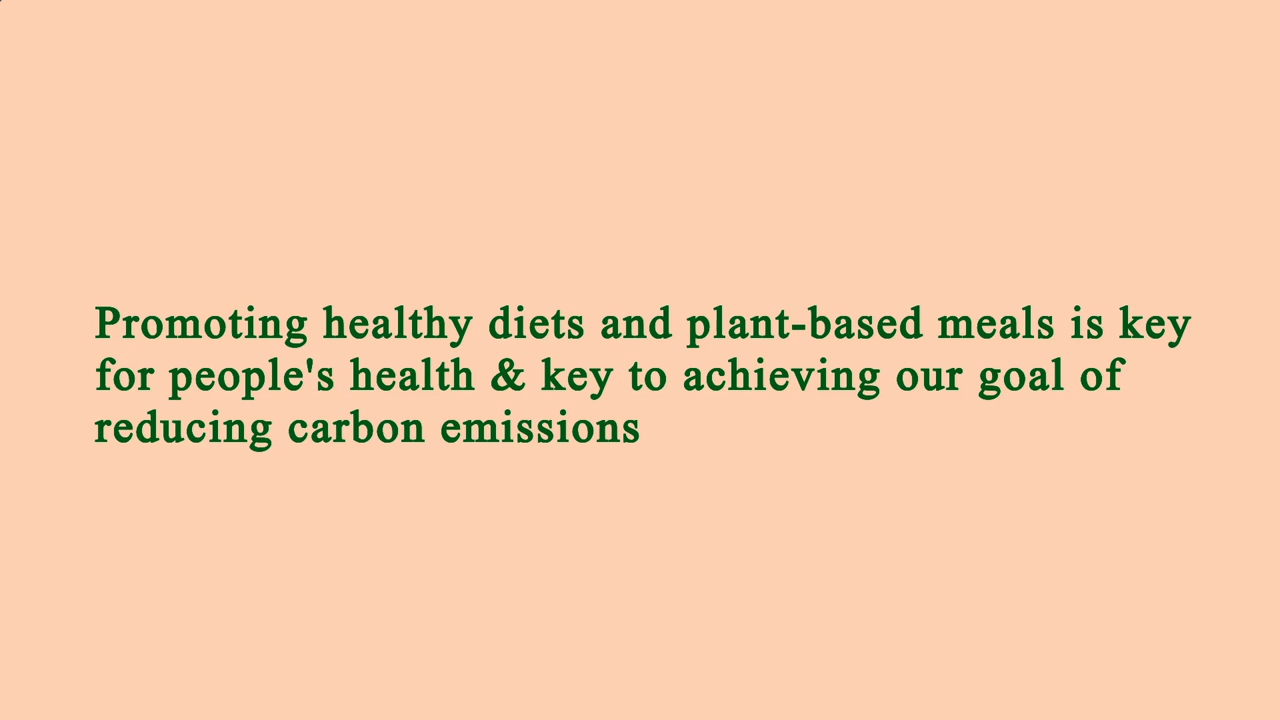 Promoting healthy diets and plant-based meals is key
for people's health & key to achieving our goal of
reducing carbon emissions